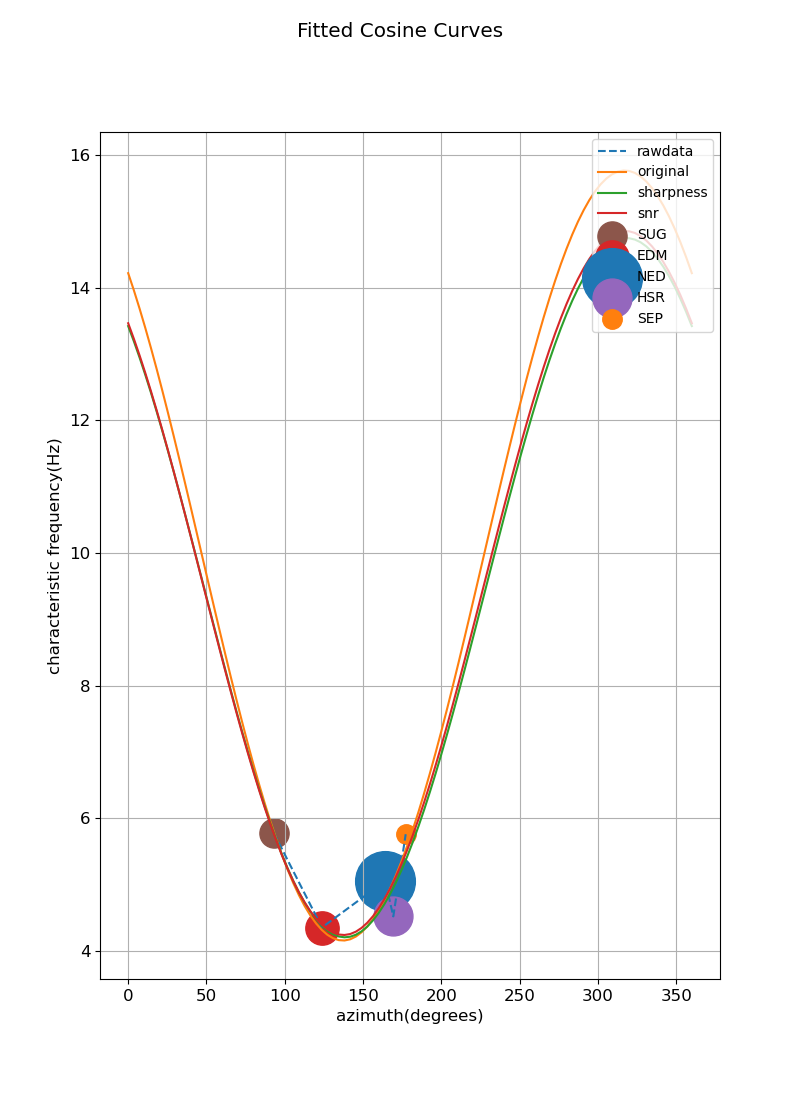 Fitted Cosine Curves
characteristic frequency(Hz)
16
14
12
10
8
6
4
rawdata
original
sharpness
snr
SUG
EDM
NED
HSR
SEP
0 50 100 150 200 250 300 350
azimuth(degrees)